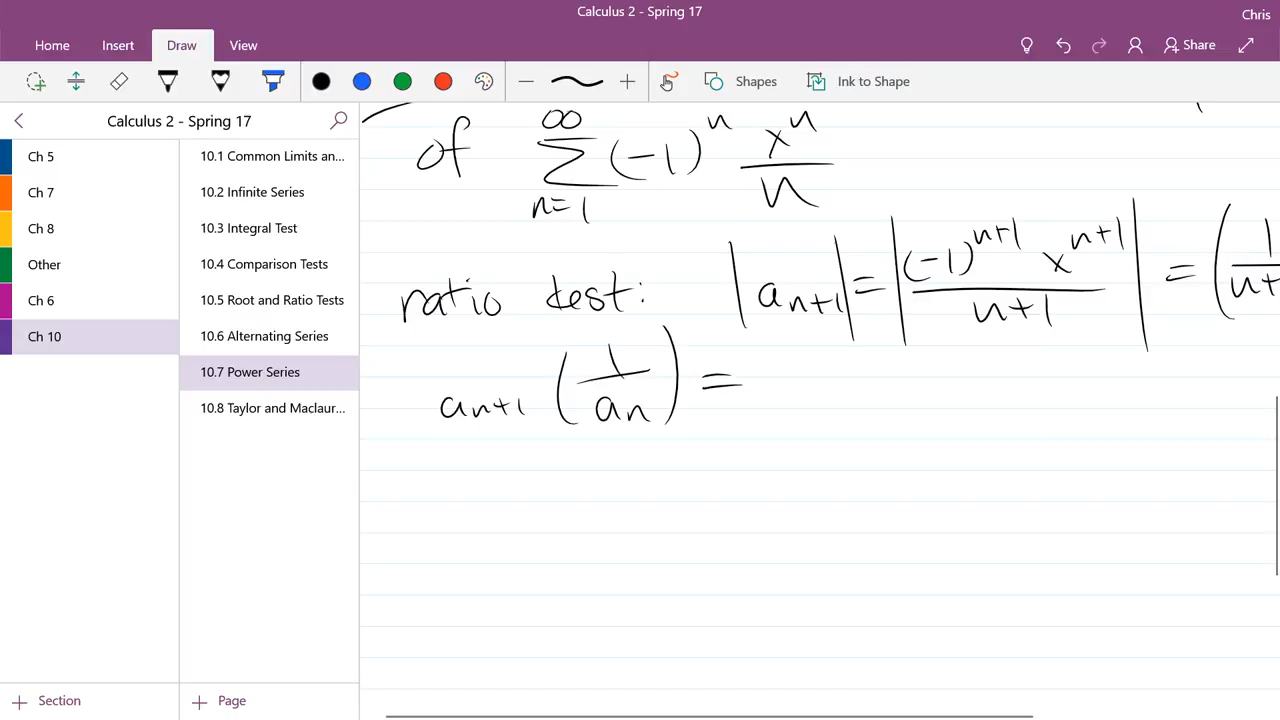 Calculus 2 - Spring 17
Chris
Home Insert Draw View
Share
Shapes
Ink to Shape
Calculus 2 - Spring 17
Ch 5
Ch 7
Ch 8
Other
Ch 6
Ch 10
10.1 Common Limits an...
10.2 Infinite Series
10.3 Integral Test
10.4 Comparison Tests
10.5 Root and Ratio Tests
10.6 Alternating Series
10.7 Power Series
10.8 Taylor and Maclaur...
+ Section
+ Page
of ∑_{n=1}^{∞} (-1)^n x^n/n
ratio test: |a_{n+1}| = |(-1)^{n+1} x^{n+1}/(n+1)| = (1/n+
a_{n+1} (1/a_n) =